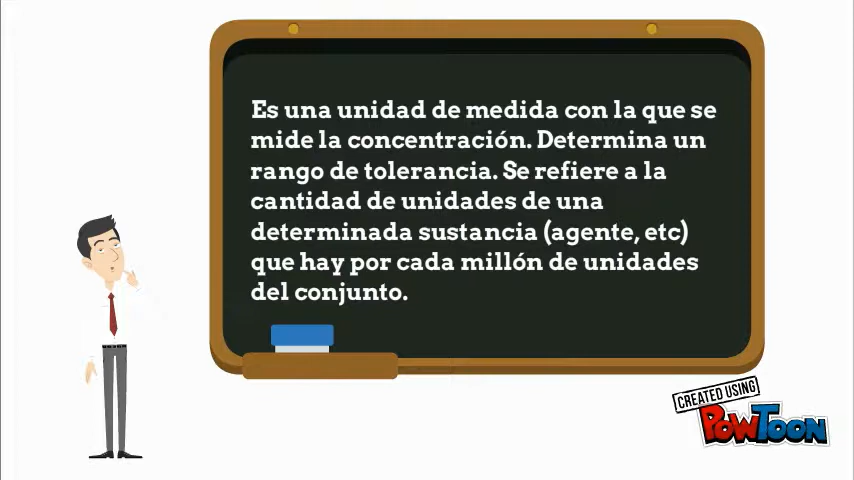 Es una unidad de medida con la que se
mide la concentración. Determina un
rango de tolerancia. Se refiere a la
cantidad de unidades de una
determinada sustancia (agente, etc)
que hay por cada millón de unidades
del conjunto.
CREATED USING
POWTOON